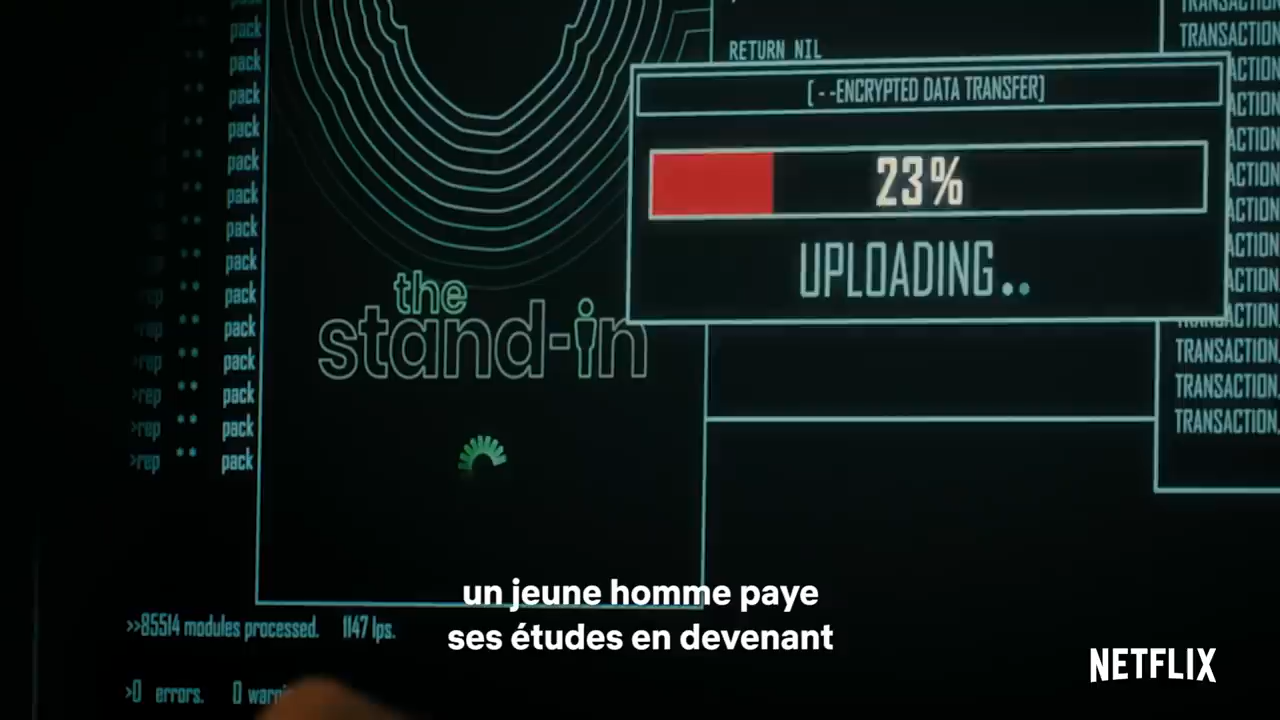 pack
pack
** pack
** pack
** pack
** pack
** pack
** pack
** pack
** pack
** pack
>rep ** pack
>rep ** pack
>rep ** pack
>rep ** pack
the
stand-in
RETURN NIL
[--ENCRYPTED DATA TRANSFER]
23%
UPLOADING..
TRANSACTION
TRANSACTION
TRANSACTION.
TRANSACTION.
TRANSACTION.
>>85514 modules processed. 1147 lps.
>0 errors. 0
un jeune homme paye
ses études en devenant
NETFLIX